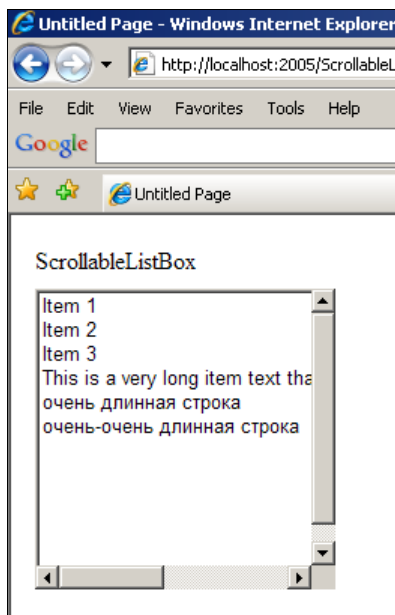 Untitled Page - Windows Internet Explorer
http://localhost:2005/ScrollableL
File Edit View Favorites Tools Help
Google
Untitled Page
ScrollableListBox
Item 1
Item 2
Item 3
This is a very long item text tha
очень длинная строка
очень-очень длинная строка